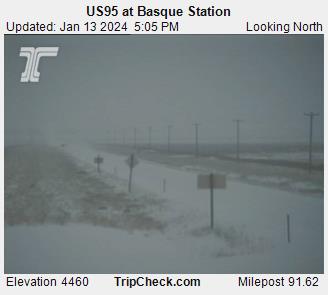 US95 at Basque Station
Updated: Jan 13 2024 5:05 PM Looking North
Elevation 4460 TripCheck.com Milepost 91.62